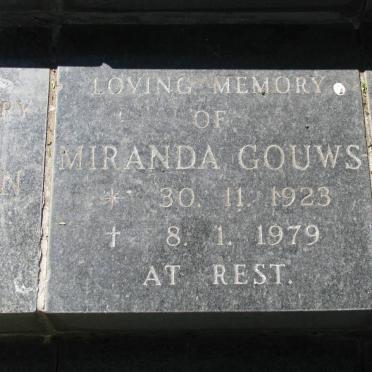 LOVING MEMORY
OF
MIRANDA GOUWS
* 30. 11. 1923
† 8. 1. 1979
AT REST.